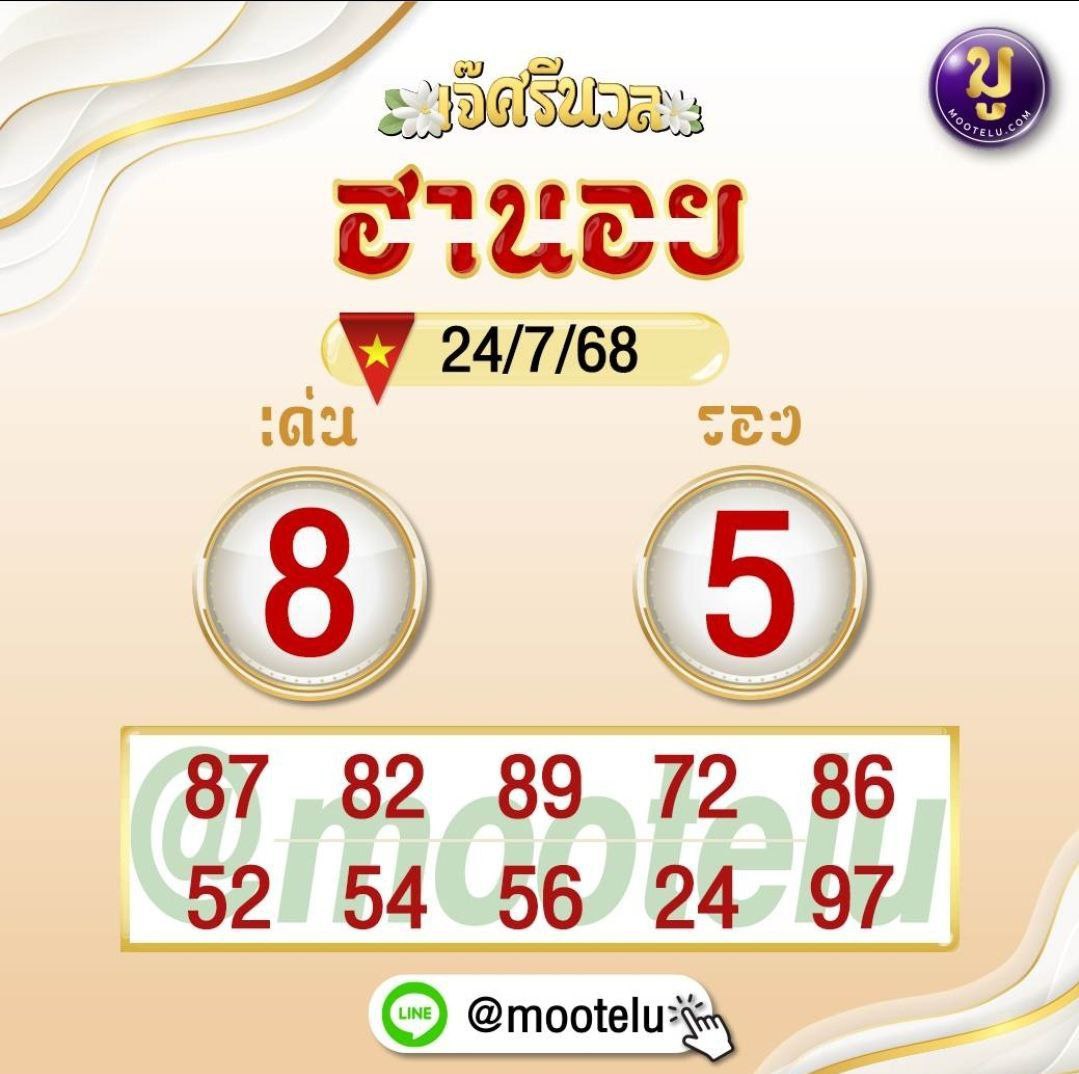 เจ๊ศรีนวล
มู
MOOTELU.COM
ฮานอย
24/7/68
เด่น
รอง
8
5
87 82 89 72 86
52 54 56 24 97
@mootelu
LINE @mootelu